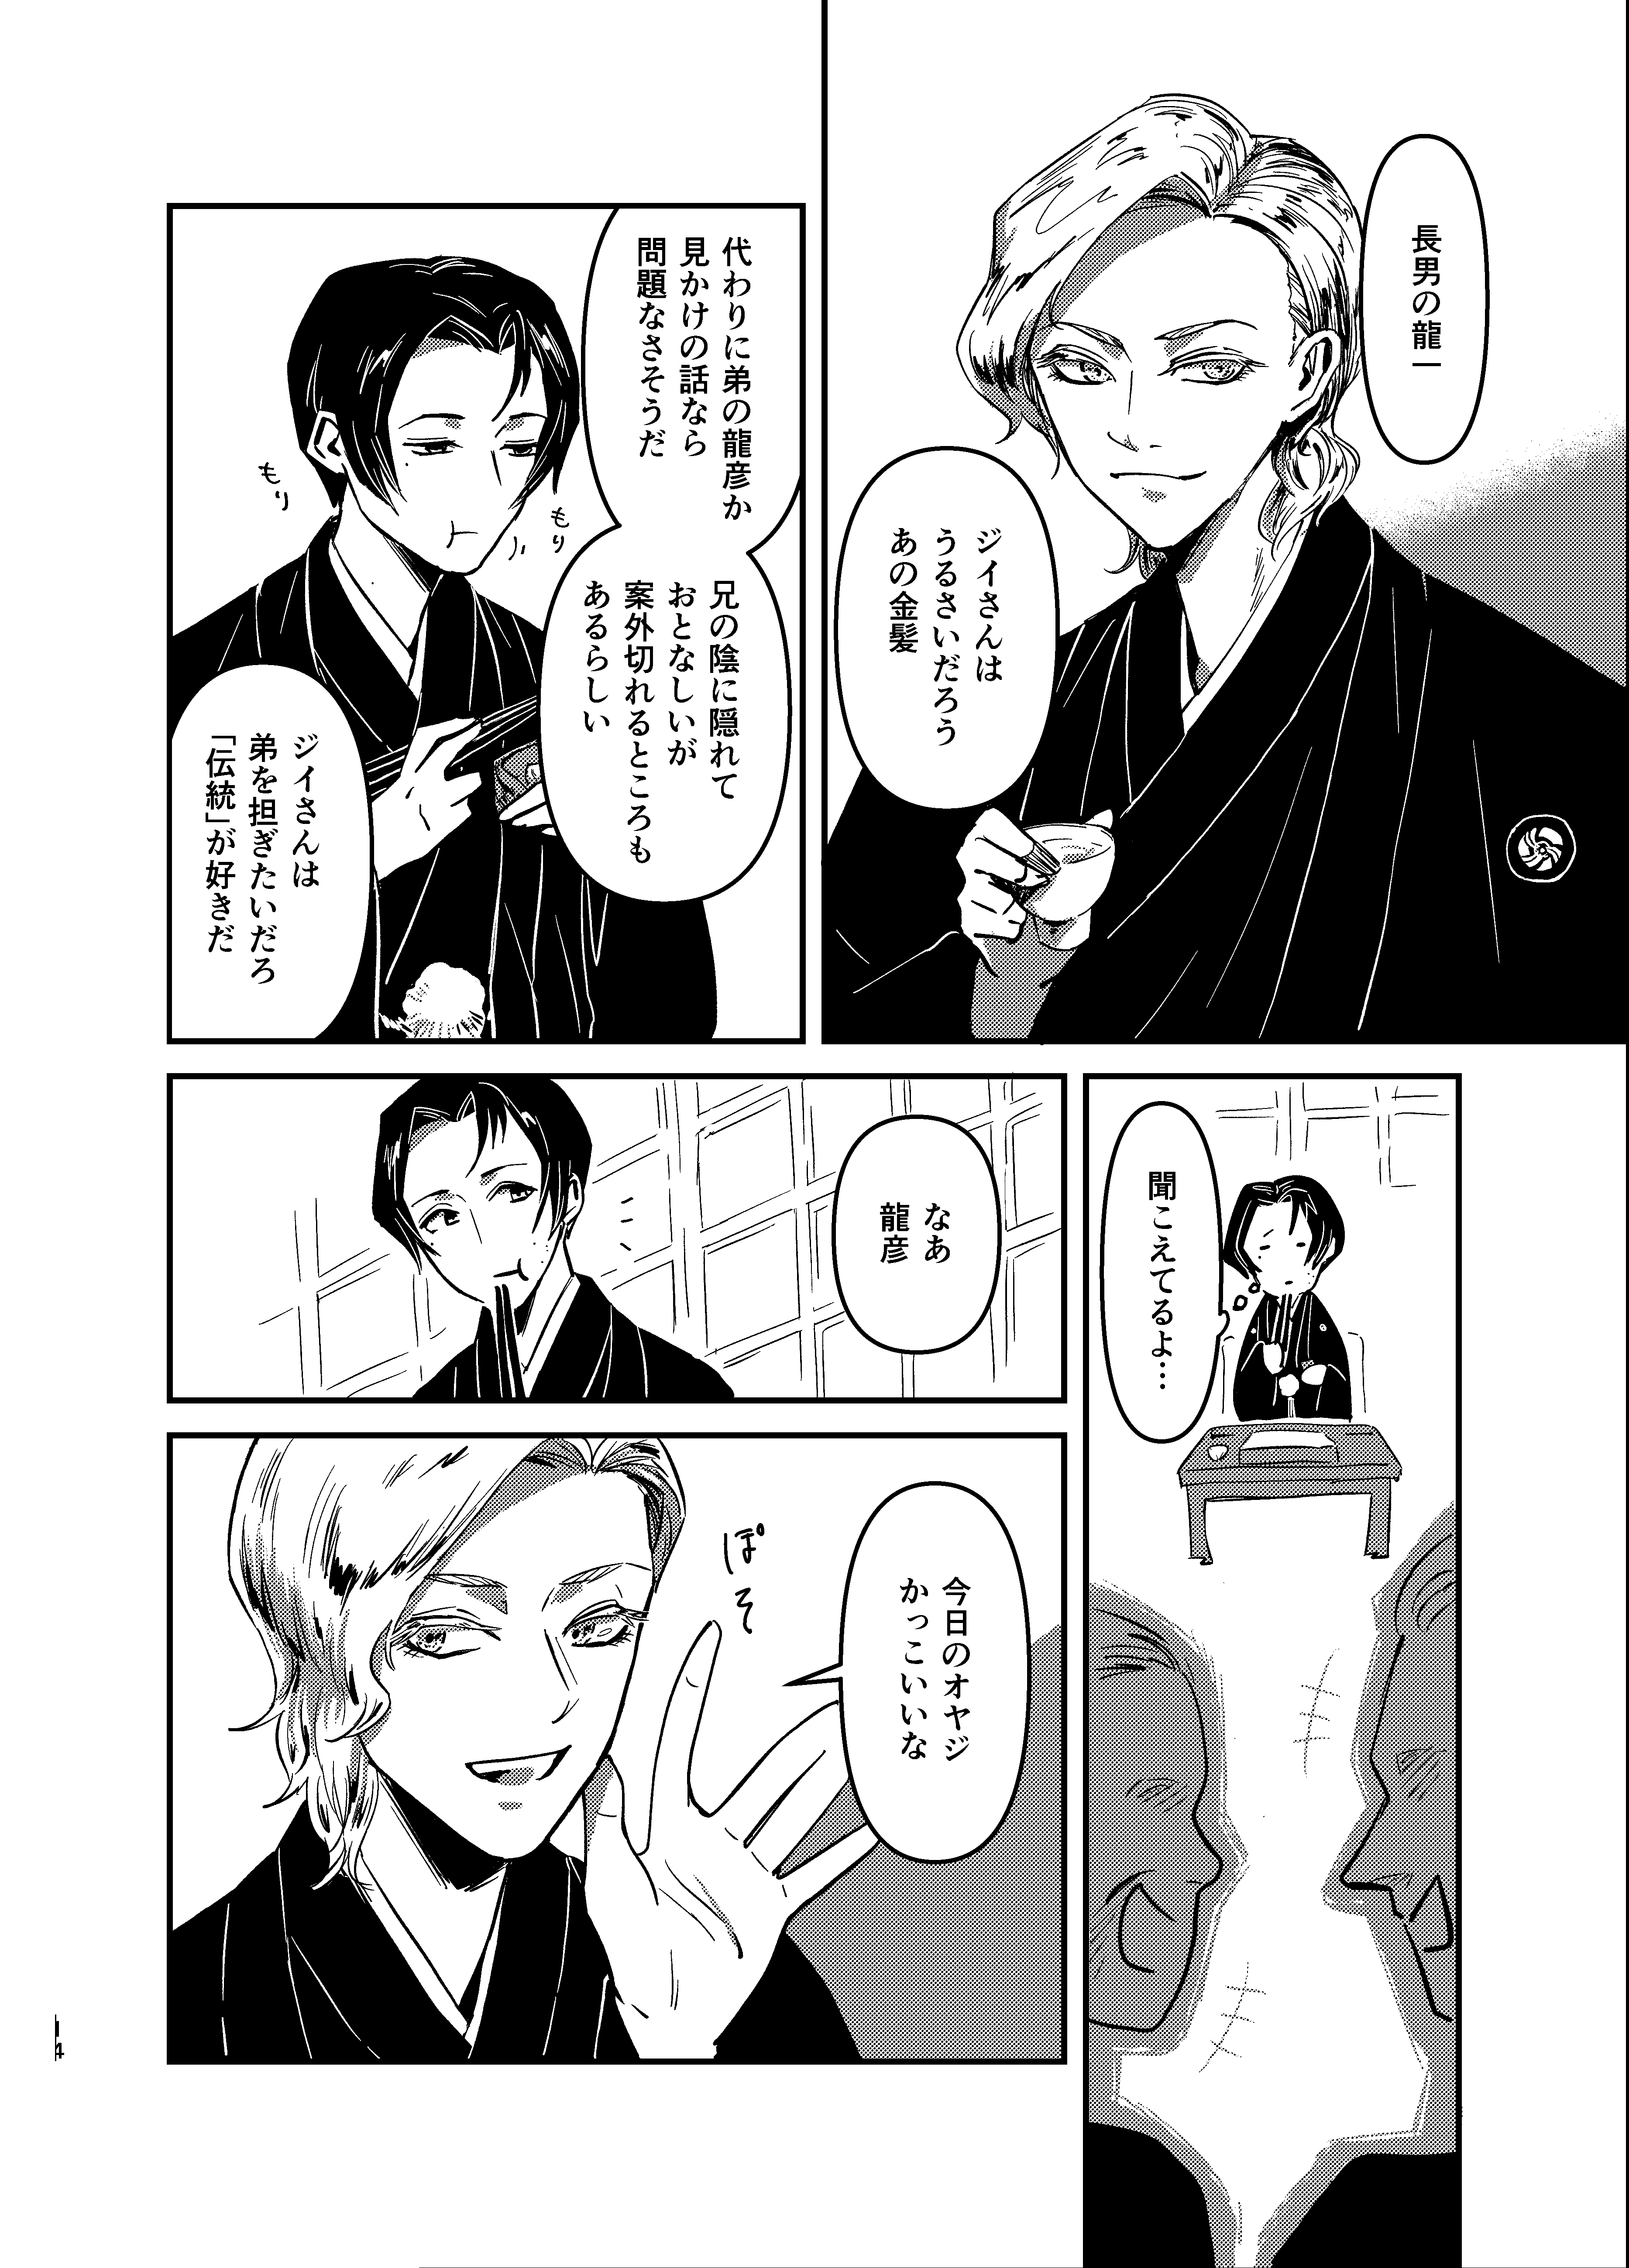 長男の龍一
ジイさんは
うるさいだろう
あの金髪
代わりに弟の龍彦か
見かけの話なら
問題なさそうだ
もり
もり
兄の陰に隠れて
おとなしいが
案外切れるところも
あるらしい
ジイさんは
弟を担ぎたいだろ
「伝統」が好きだ
聞こえてるよ…
なあ
龍彦
ぽそ
今日のオヤジ
かっこいいな
14